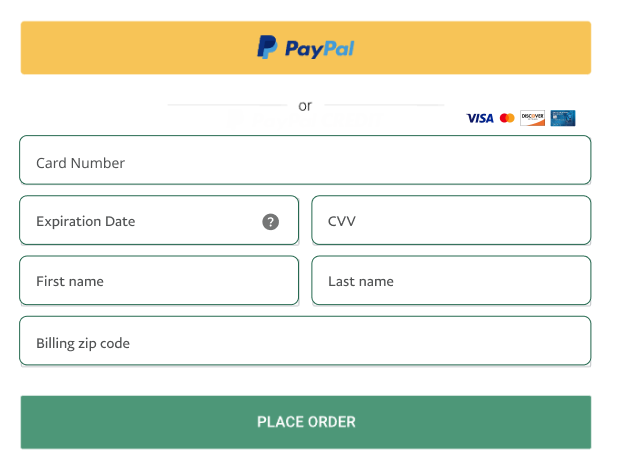 PayPal
or
VISA DISCOVER
Card Number
Expiration Date ? CVV
First name Last name
Billing zip code
PLACE ORDER